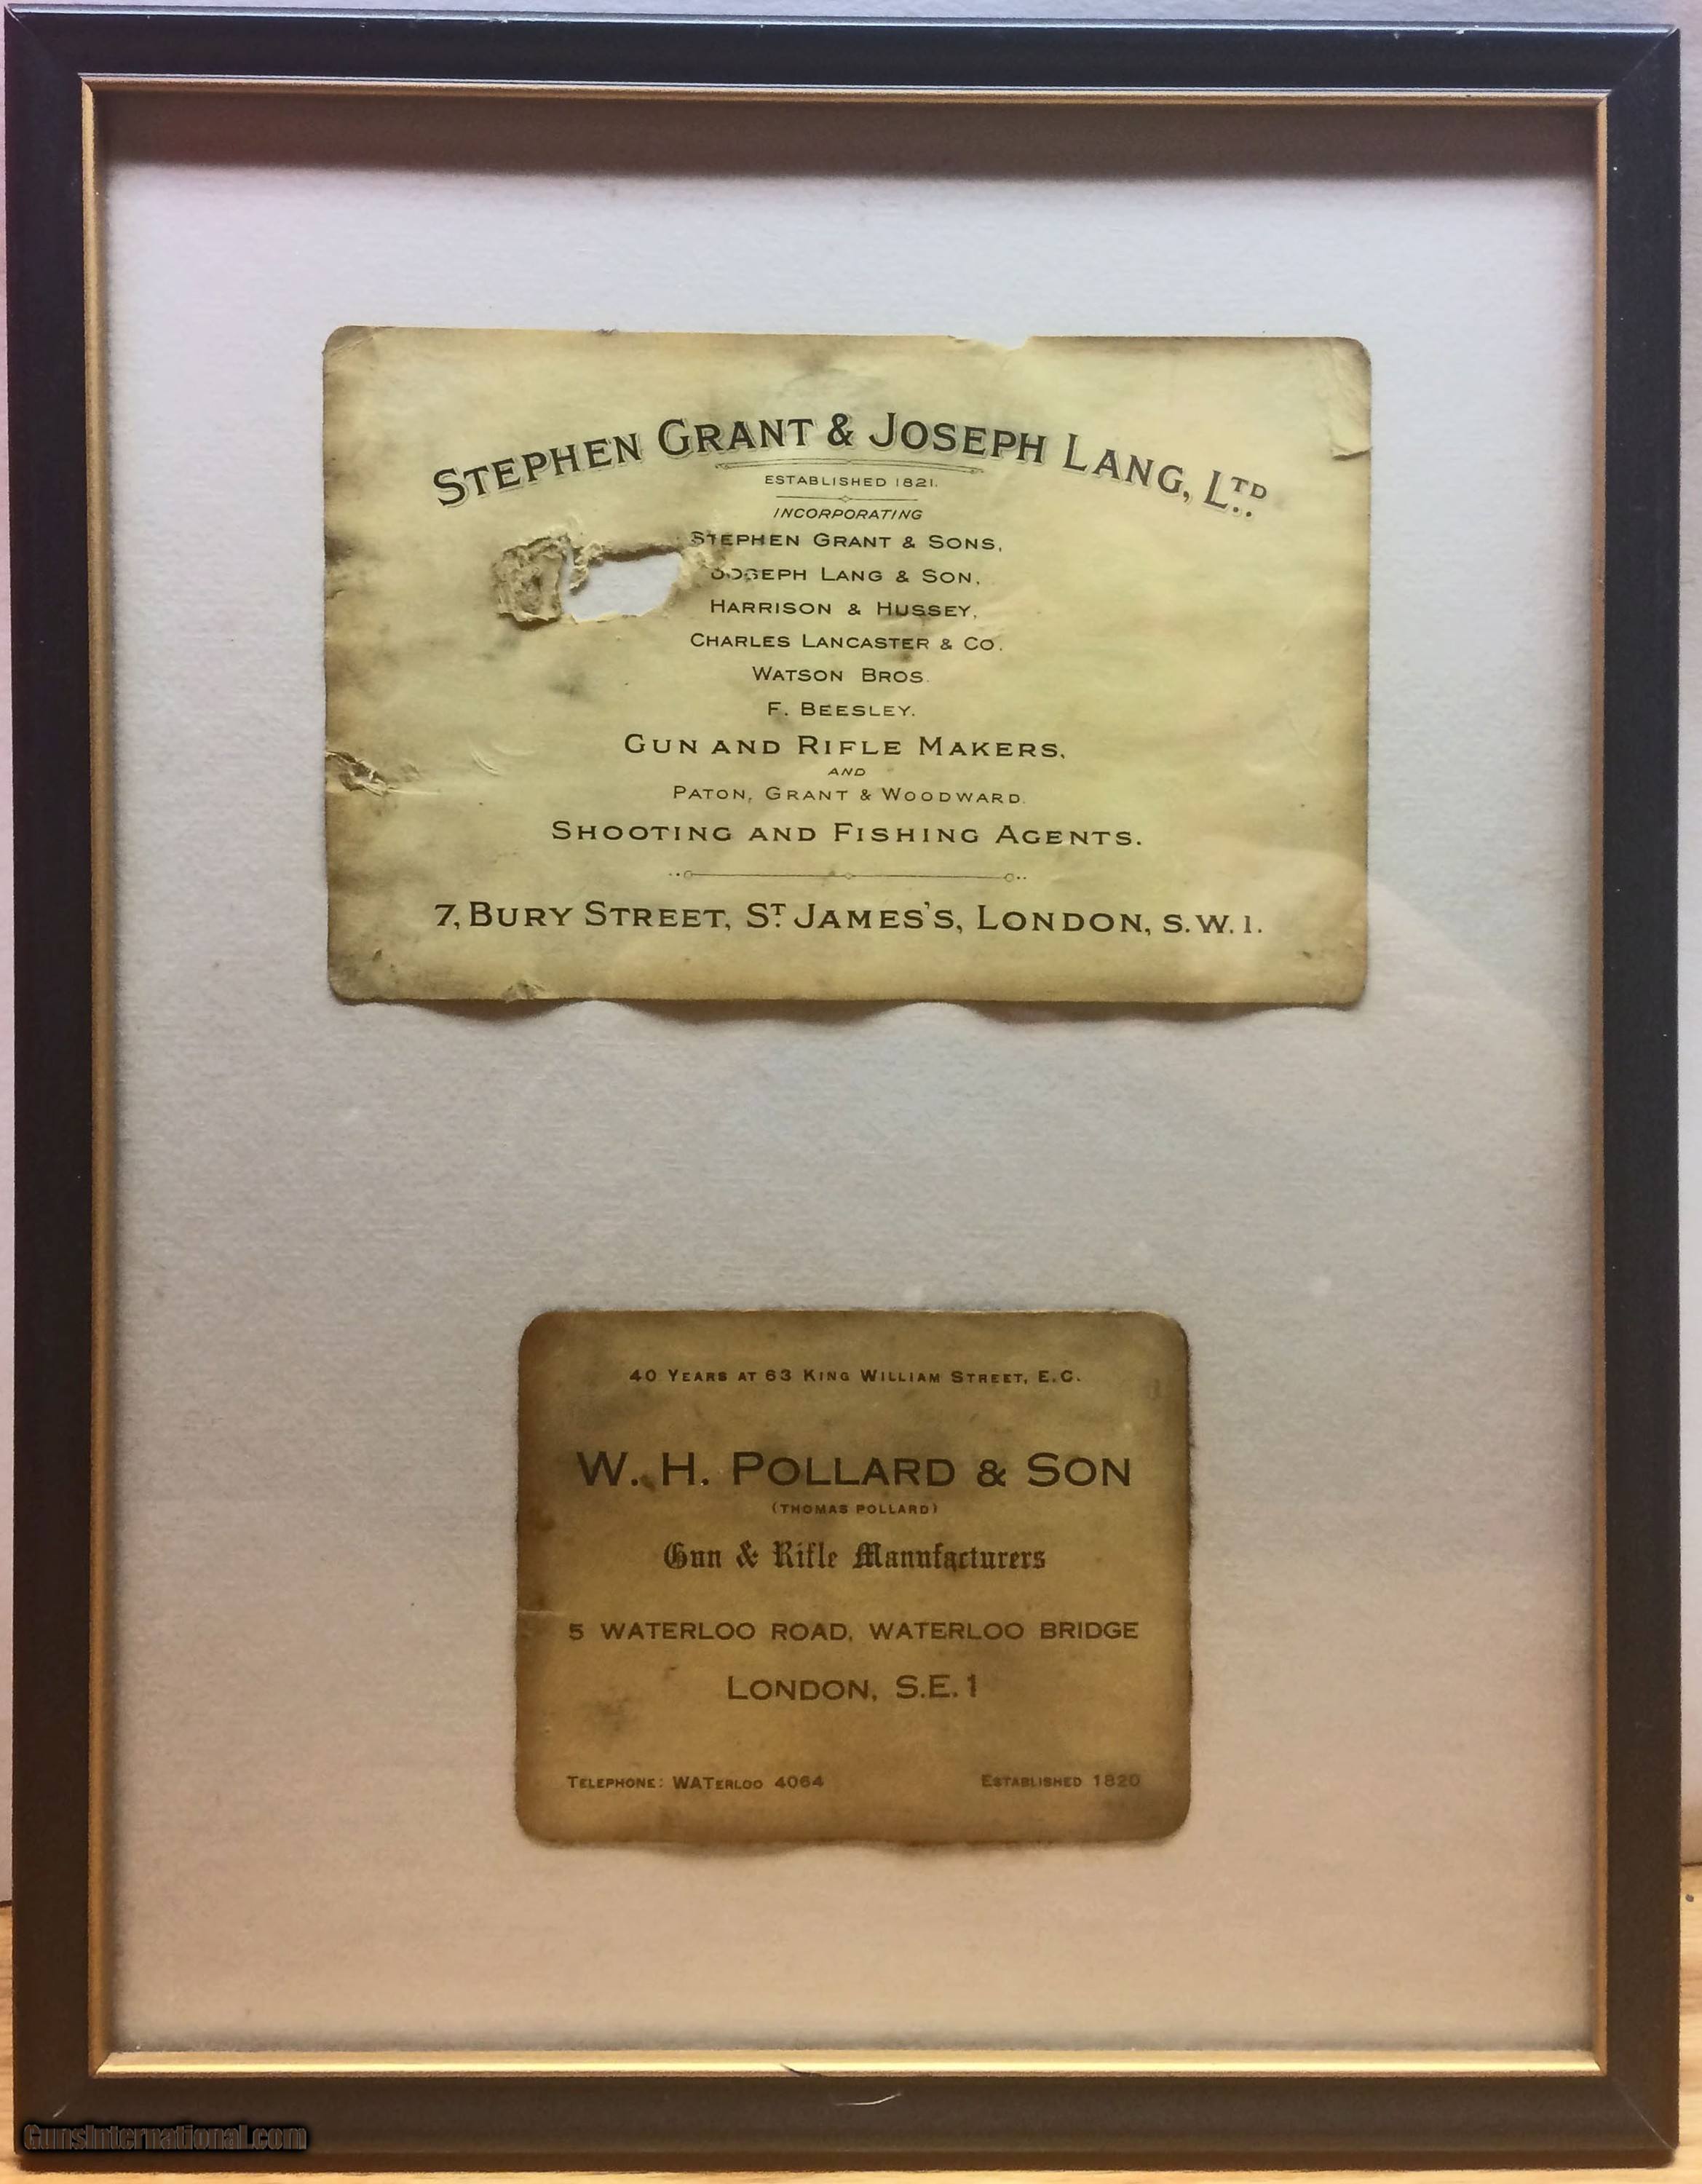 STEPHEN GRANT & JOSEPH LANG, LTD
ESTABLISHED 1821.
INCORPORATING
STEPHEN GRANT & SONS,
JOSEPH LANG & SON,
HARRISON & HUSSEY,
CHARLES LANCASTER & CO.
WATSON BROS.
F. BEESLEY.
GUN AND RIFLE MAKERS,
AND
PATON, GRANT & WOODWARD.
SHOOTING AND FISHING AGENTS.
7, BURY STREET, ST JAMES'S, LONDON, S.W.1.
40 YEARS AT 63 KING WILLIAM STREET, E.C.
W. H. POLLARD & SON
(THOMAS POLLARD)
Gun & Rifle Manufacturers
5 WATERLOO ROAD, WATERLOO BRIDGE
LONDON, S.E.1
TELEPHONE: WATERLOO 4064 ESTABLISHED 1820
GunsInternational.com